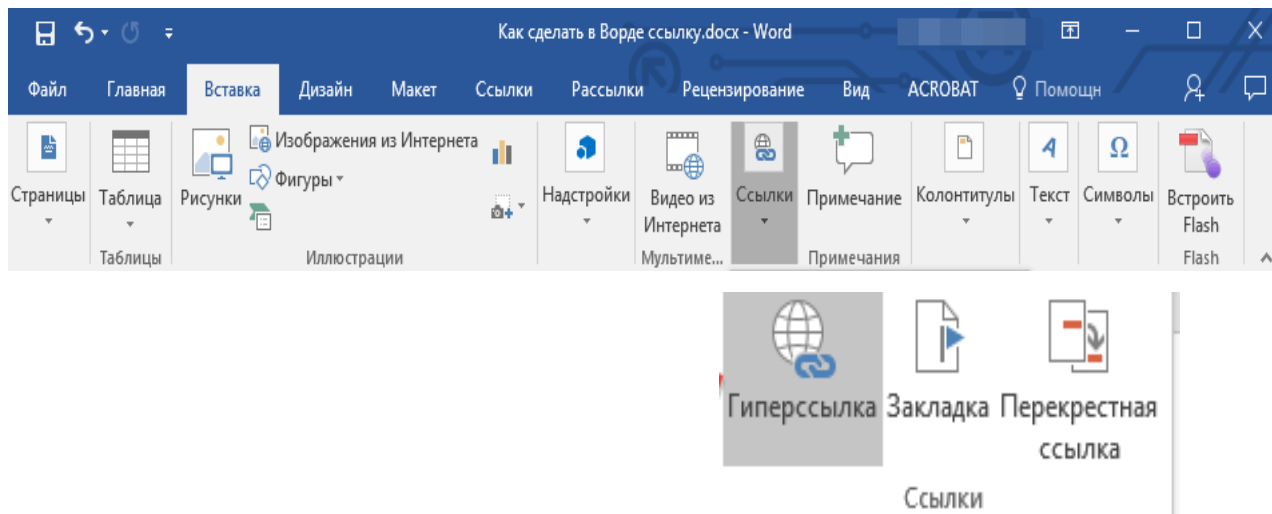 Как сделать в Ворде ссылку.docx - Word
Файл Главная Вставка Дизайн Макет Ссылки Рассылки Рецензирование Вид ACROBAT Помощн
Изображения из Интернета
Фигуры
Страницы Таблица Рисунки Надстройки Видео из Интернета Ссылки Примечание Колонтитулы Текст Символы Встроить Flash
Таблицы Иллюстрации Мультиме... Примечания Flash
Гиперссылка Закладка Перекрестная
ссылка
Ссылки